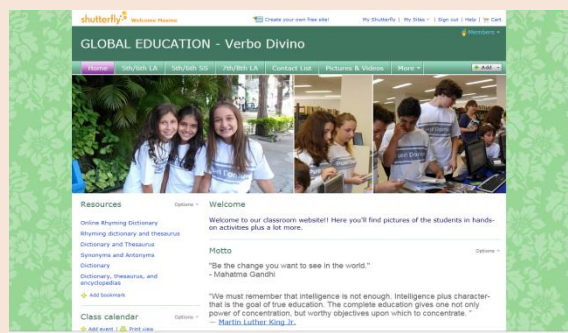 shutterfly Welcome Maxine Create your own free site! My Shutterfly | My Sites | Sign out | Help | Cart
Members
GLOBAL EDUCATION - Verbo Divino
Home 5th/6th LA 5th/6th SS 7th/8th LA Contact List Pictures & Videos More + Add
Resources Options
Online Rhyming Dictionary
Rhyming dictionary and thesaurus
Dictionary and Thesaurus
Synonyms and Antonyms
Dictionary
Dictionary, thesaurus, and
encyclopedias
Add bookmark
Class calendar Options
Add event | Print view
Welcome
Welcome to our classroom website!! Here you'll find pictures of the students in hands-
on activities plus a lot more.
Motto Options
"Be the change you want to see in the world."
- Mahatma Gandhi
"We must remember that intelligence is not enough. Intelligence plus character-
that is the goal of true education. The complete education gives one not only
power of concentration, but worthy objectives upon which to concentrate. "
— Martin Luther King Jr.